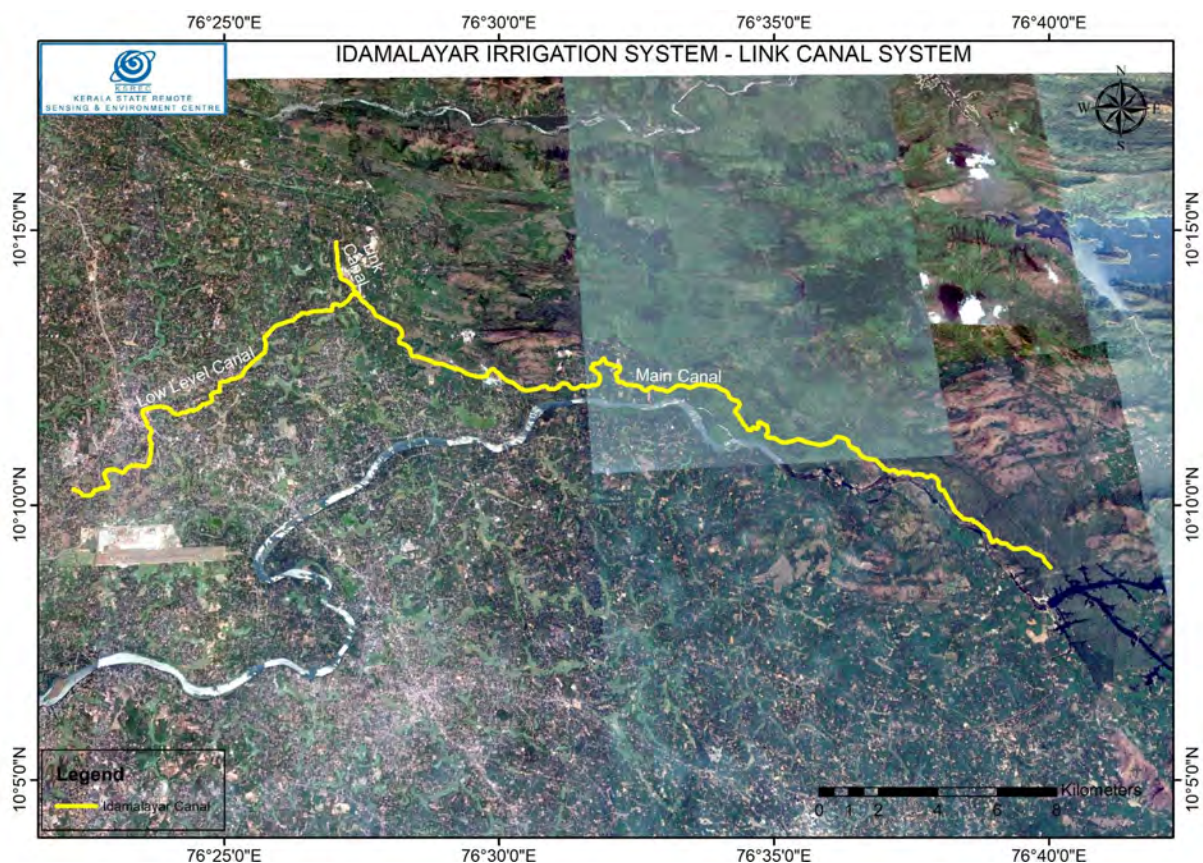 76°25'0"E 76°30'0"E 76°35'0"E 76°40'0"E
IDAMALAYAR IRRIGATION SYSTEM - LINK CANAL SYSTEM
KSREC
KERALA STATE REMOTE
SENSING & ENVIRONMENT CENTRE
N
W E
S
10°15'0"N 10°15'0"N
Link
Canal
Low Level Canal
Main Canal
10°10'0"N 10°10'0"N
Legend
Idamalayar Canal
10°5'0"N 10°5'0"N
Kilometers
0 1 2 4 6 8
76°25'0"E 76°30'0"E 76°35'0"E 76°40'0"E